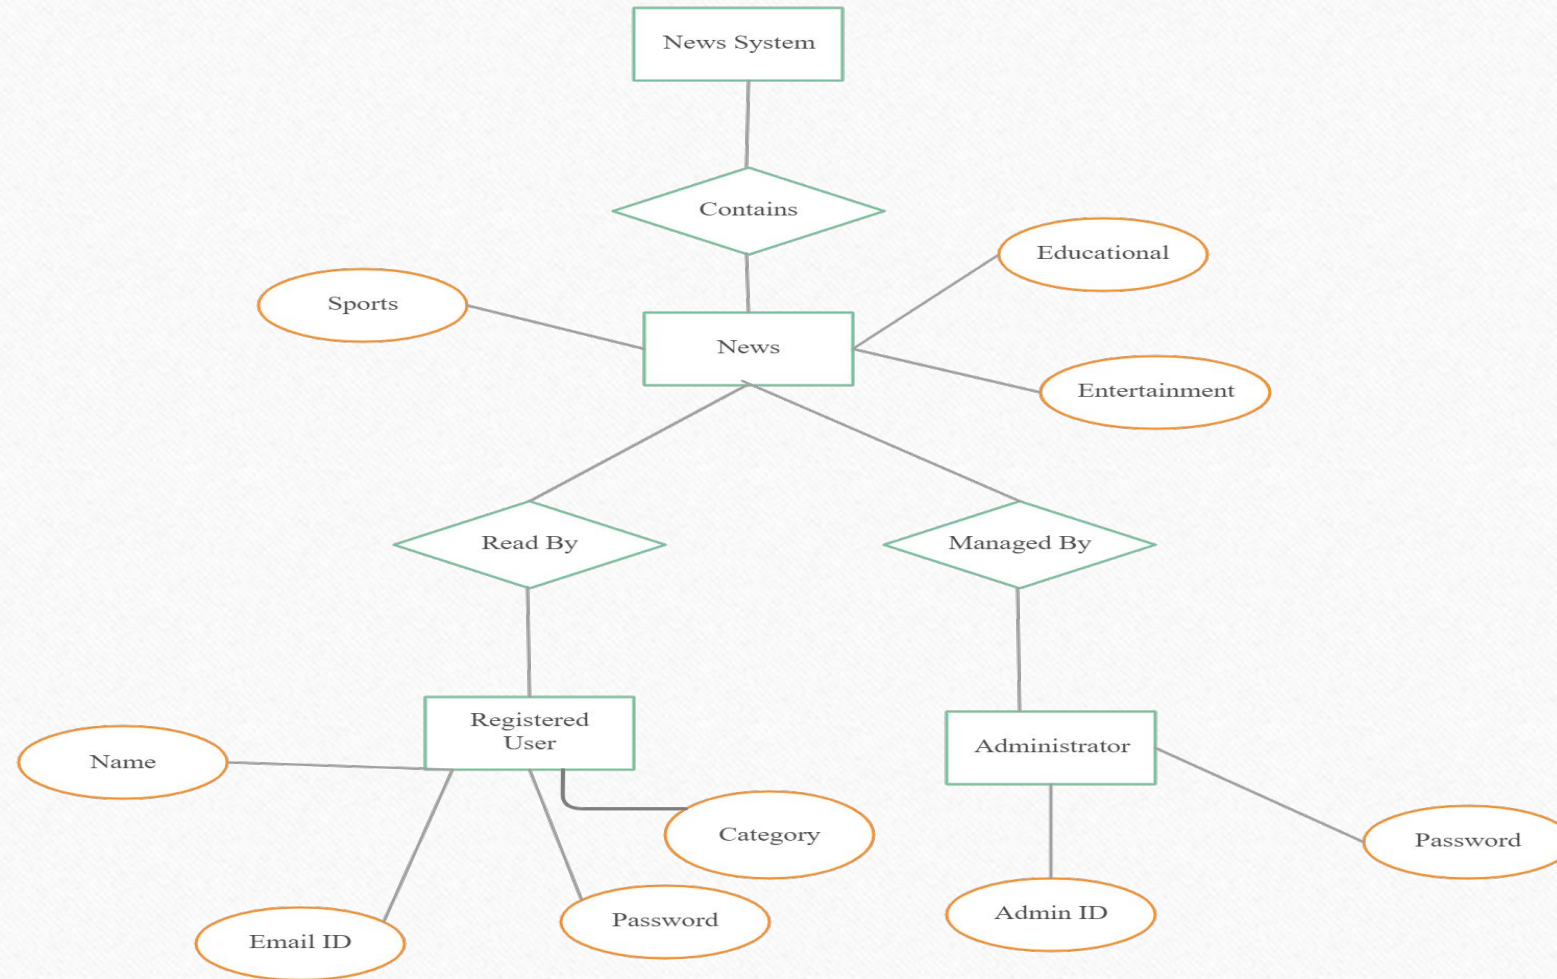 News System
Contains
Educational
Sports
News
Entertainment
Read By
Managed By
Registered
User
Administrator
Name
Category
Password
Admin ID
Password
Email ID